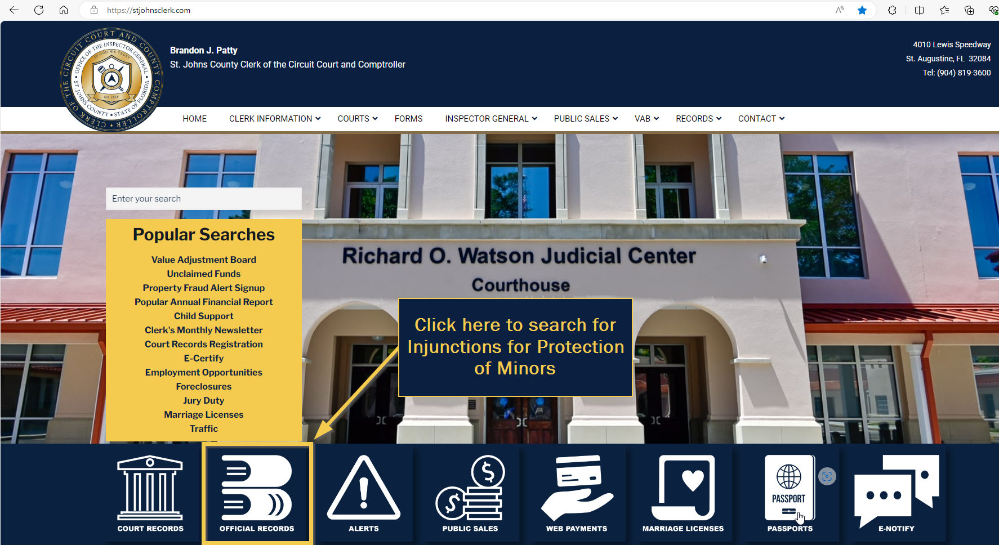 https://stjohnsclerk.com
CLERK OF THE CIRCUIT COURT AND COUNTY COMPTROLLER
OFFICE OF THE INSPECTOR GENERAL
ST. JOHNS COUNTY • STATE OF FLORIDA
IN GOD WE TRUST
Est. 1821
Brandon J. Patty
St. Johns County Clerk of the Circuit Court and Comptroller
4010 Lewis Speedway
St. Augustine, FL 32084
Tel: (904) 819-3600
HOME CLERK INFORMATION COURTS FORMS INSPECTOR GENERAL PUBLIC SALES VAB RECORDS CONTACT
Enter your search
Popular Searches
Value Adjustment Board
Unclaimed Funds
Property Fraud Alert Signup
Popular Annual Financial Report
Child Support
Clerk's Monthly Newsletter
Court Records Registration
E-Certify
Employment Opportunities
Foreclosures
Jury Duty
Marriage Licenses
Traffic
Richard O. Watson Judicial Center
Courthouse
Click here to search for
Injunctions for Protection
of Minors
PASSPORT
COURT RECORDS OFFICIAL RECORDS ALERTS PUBLIC SALES WEB PAYMENTS MARRIAGE LICENSES PASSPORTS E-NOTIFY